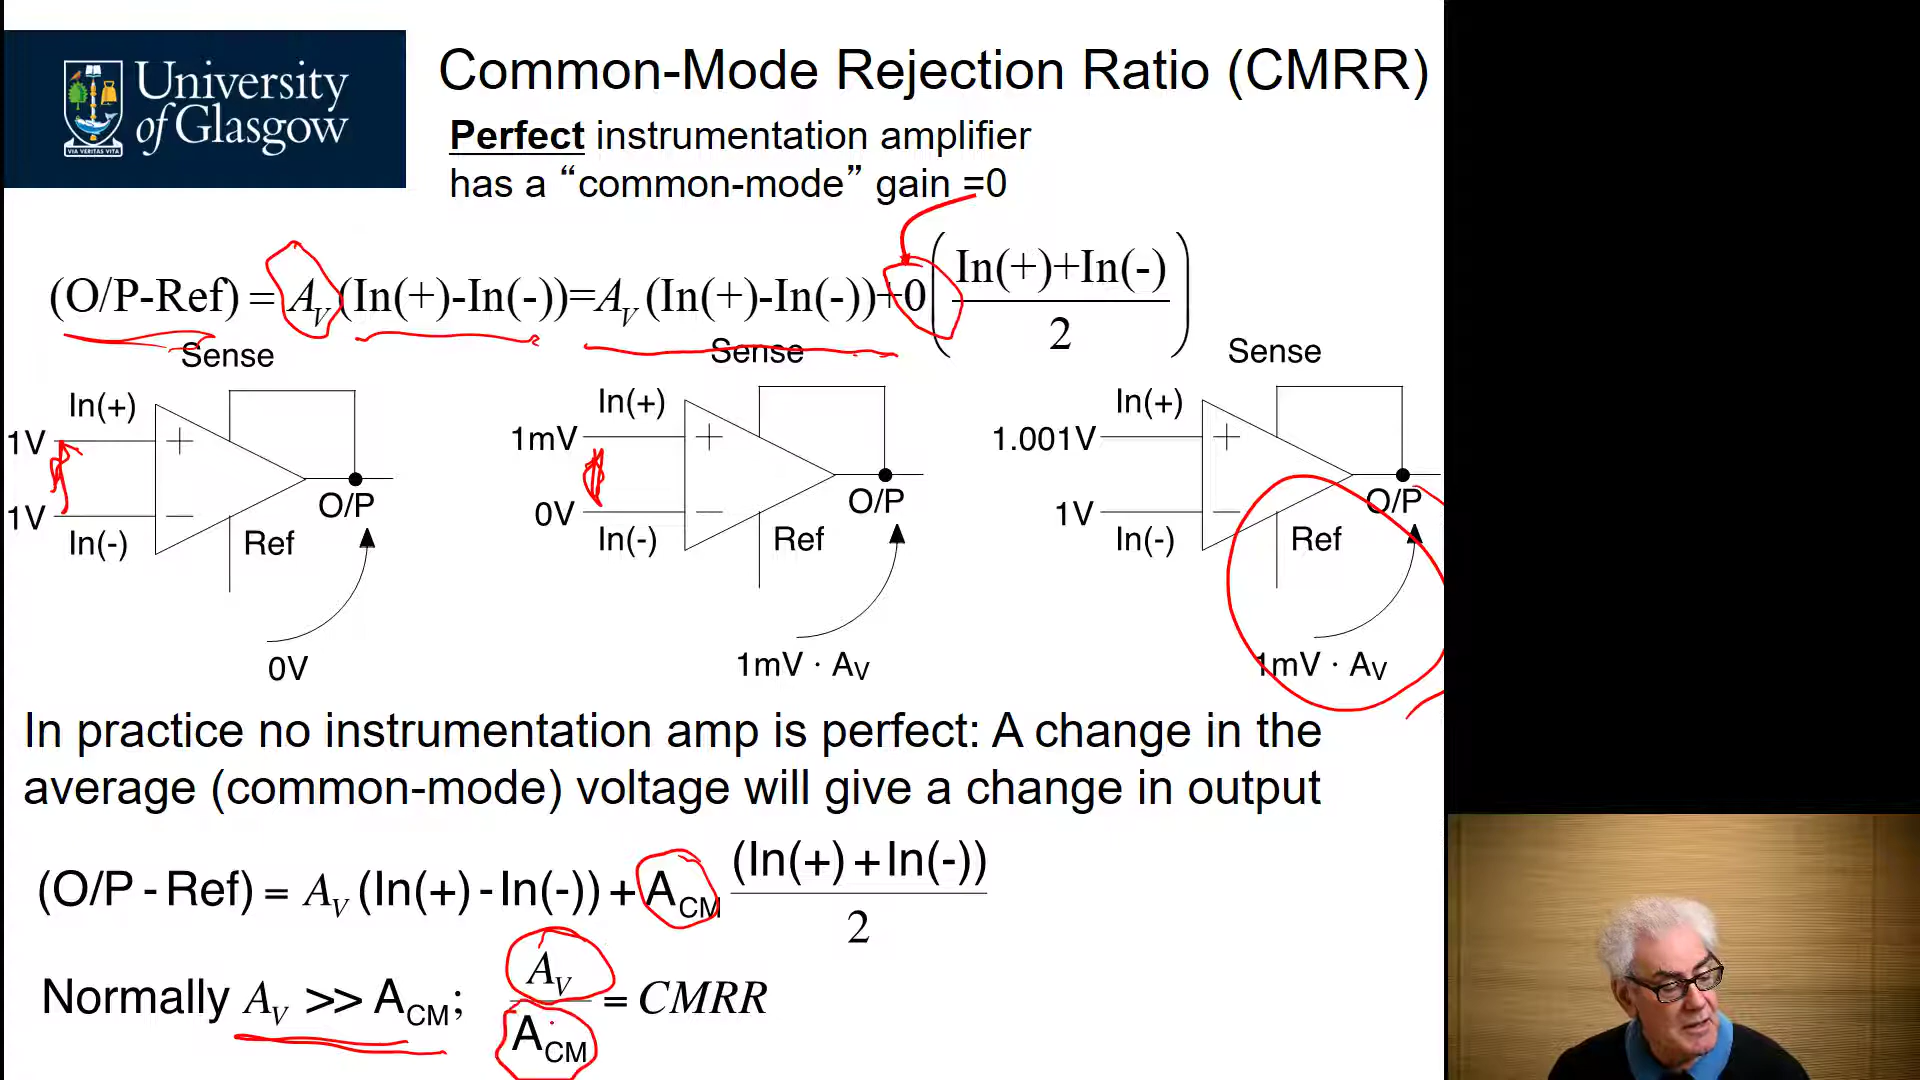 University
of Glasgow
VIA VERITAS VITA
Common-Mode Rejection Ratio (CMRR)
Perfect instrumentation amplifier
has a “common-mode” gain =0
(O/P-Ref) = A_V (In(+)-In(-))=A_V (In(+)-In(-))+0 ( In(+)+In(-) / 2 )
Sense
In(+)
1V
+
1V
−
In(-)
O/P
Ref
0V
Sense
In(+)
1mV
+
0V
−
In(-)
O/P
Ref
1mV · A_V
Sense
In(+)
1.001V
+
1V
−
In(-)
O/P
Ref
1mV · A_V
In practice no instrumentation amp is perfect: A change in the
average (common-mode) voltage will give a change in output
(O/P - Ref) = A_V (In(+) - In(-)) + A_CM (In(+) + In(-)) / 2
Normally A_V >> A_CM; A_V / A_CM = CMRR